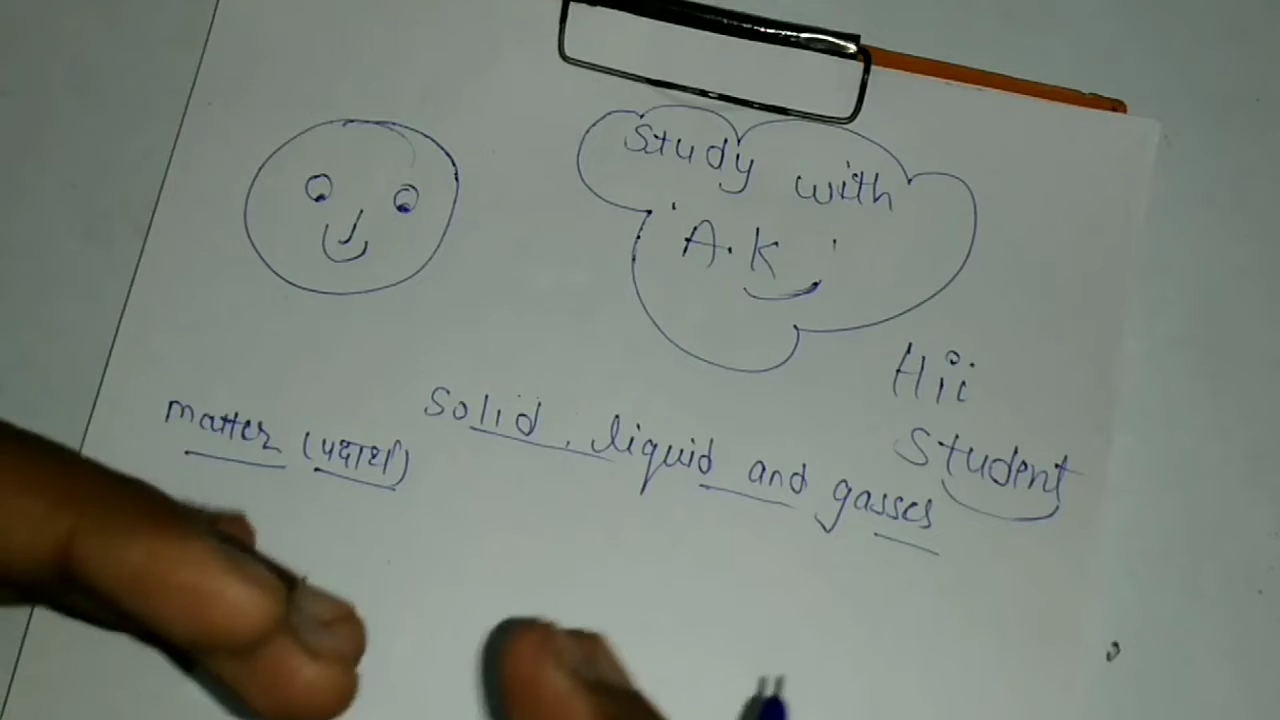 Study with
'A.K'
Hii
Student
matter (पदार्थ) Solid, liquid and gasses